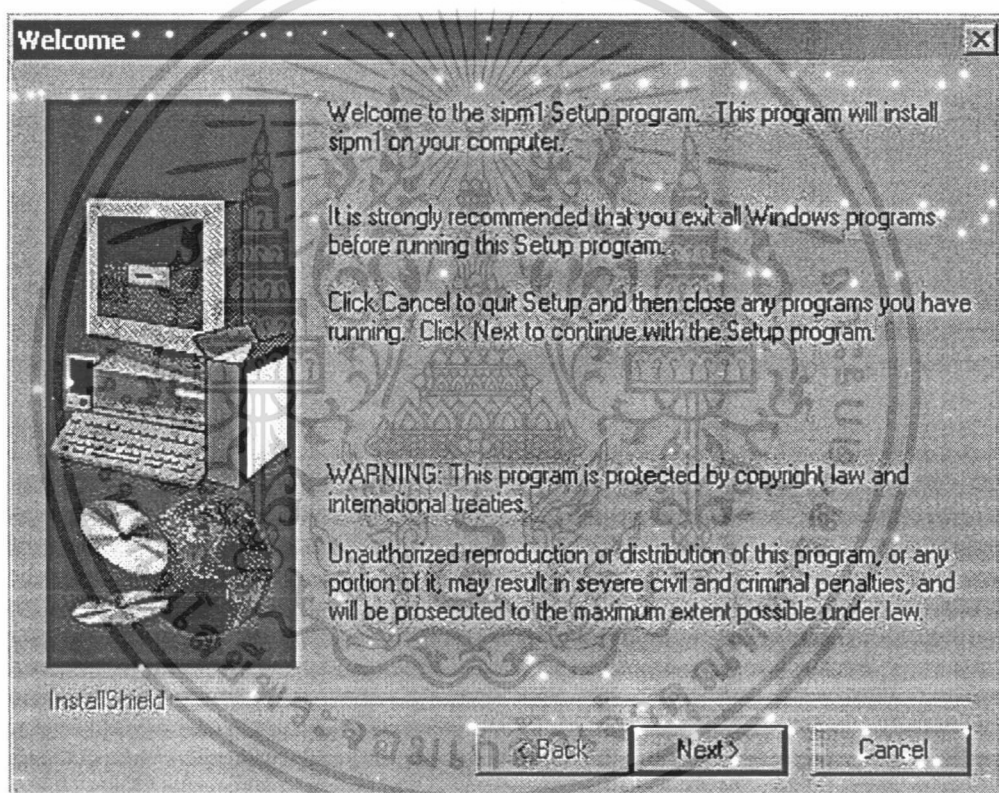 Welcome
Welcome to the sipm1 Setup program. This program will install
sipm1 on your computer.
It is strongly recommended that you exit all Windows programs
before running this Setup program.
Click Cancel to quit Setup and then close any programs you have
running. Click Next to continue with the Setup program.
WARNING: This program is protected by copyright law and
international treaties.
Unauthorized reproduction or distribution of this program, or any
portion of it, may result in severe civil and criminal penalties, and
will be prosecuted to the maximum extent possible under law.
InstallShield
< Back
Next >
Cancel